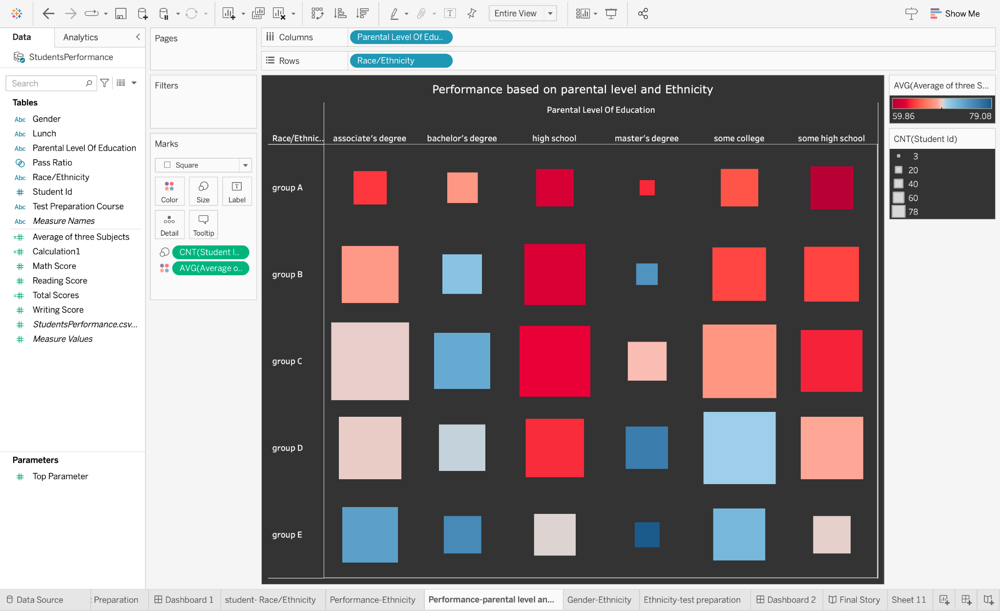 Entire View
Show Me
Data
Analytics
StudentsPerformance
Search
Tables
Abc Gender
Abc Lunch
Abc Parental Level Of Education
Pass Ratio
Abc Race/Ethnicity
# Student Id
Abc Test Preparation Course
Abc Measure Names
=# Average of three Subjects
=# Calculation1
# Math Score
# Reading Score
=# Total Scores
# Writing Score
# StudentsPerformance.csv...
# Measure Values
Parameters
# Top Parameter
Pages
Filters
Marks
Square
Color
Size
Label
Detail
Tooltip
CNT(Student I..
AVG(Average o..
Columns
Parental Level Of Edu..
Rows
Race/Ethnicity
Performance based on parental level and Ethnicity
Parental Level Of Education
Race/Ethnic.. associate's degree bachelor's degree high school master's degree some college some high school
group A
group B
group C
group D
group E
AVG(Average of three S...
59.86 79.08
CNT(Student Id)
3
20
40
60
78
Data Source
Preparation
Dashboard 1
student- Race/Ethnicity
Performance-Ethnicity
Performance-parental level an...
Gender-Ethnicity
Ethnicity-test preparation
Dashboard 2
Final Story
Sheet 11